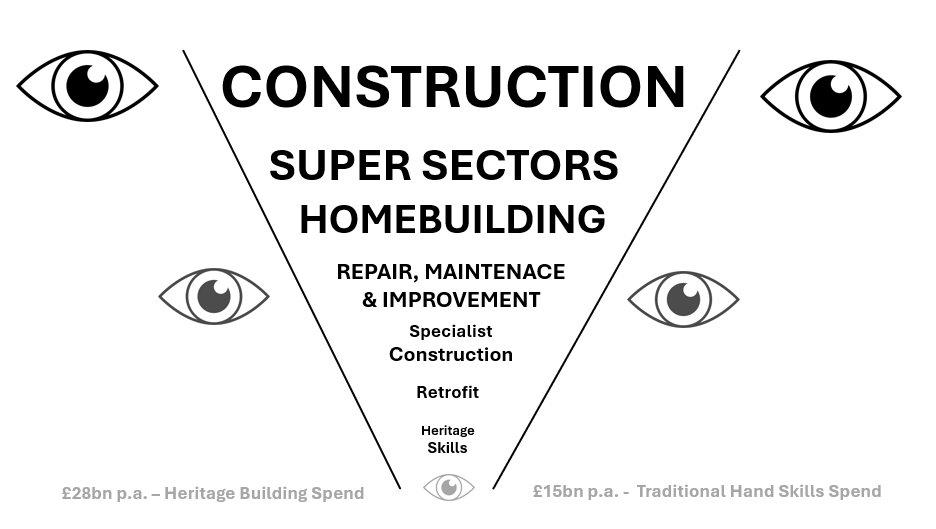 CONSTRUCTION
SUPER SECTORS
HOMEBUILDING
REPAIR, MAINTENACE
& IMPROVEMENT
Specialist
Construction
Retrofit
Heritage
Skills
£28bn p.a. – Heritage Building Spend
£15bn p.a. - Traditional Hand Skills Spend